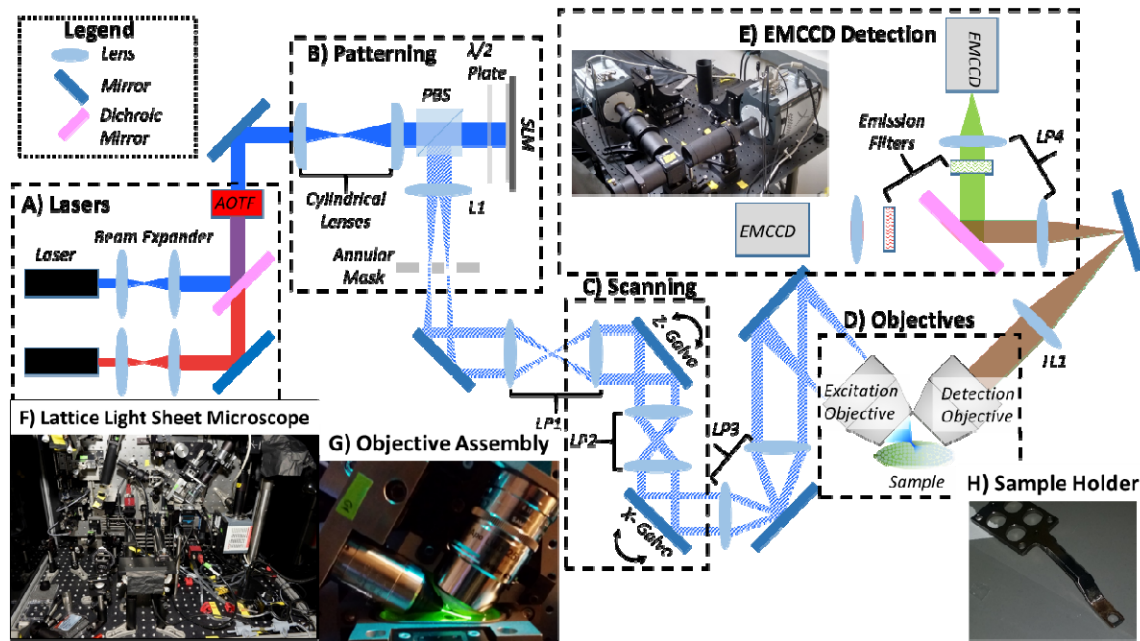 Legend
Lens
Mirror
Dichroic
Mirror
A) Lasers
AOTF
Beam Expander
Laser
B) Patterning
λ/2
Plate
PBS
SLM
Cylindrical
Lenses
L1
Annular
Mask
LP1
C) Scanning
Z- Galvo
LP2
X- Galvo
LP3
D) Objectives
Excitation
Objective
Detection
Objective
Sample
E) EMCCD Detection
EMCCD
Emission
Filters
LP4
EMCCD
F) Lattice Light Sheet Microscope
G) Objective Assembly
H) Sample Holder